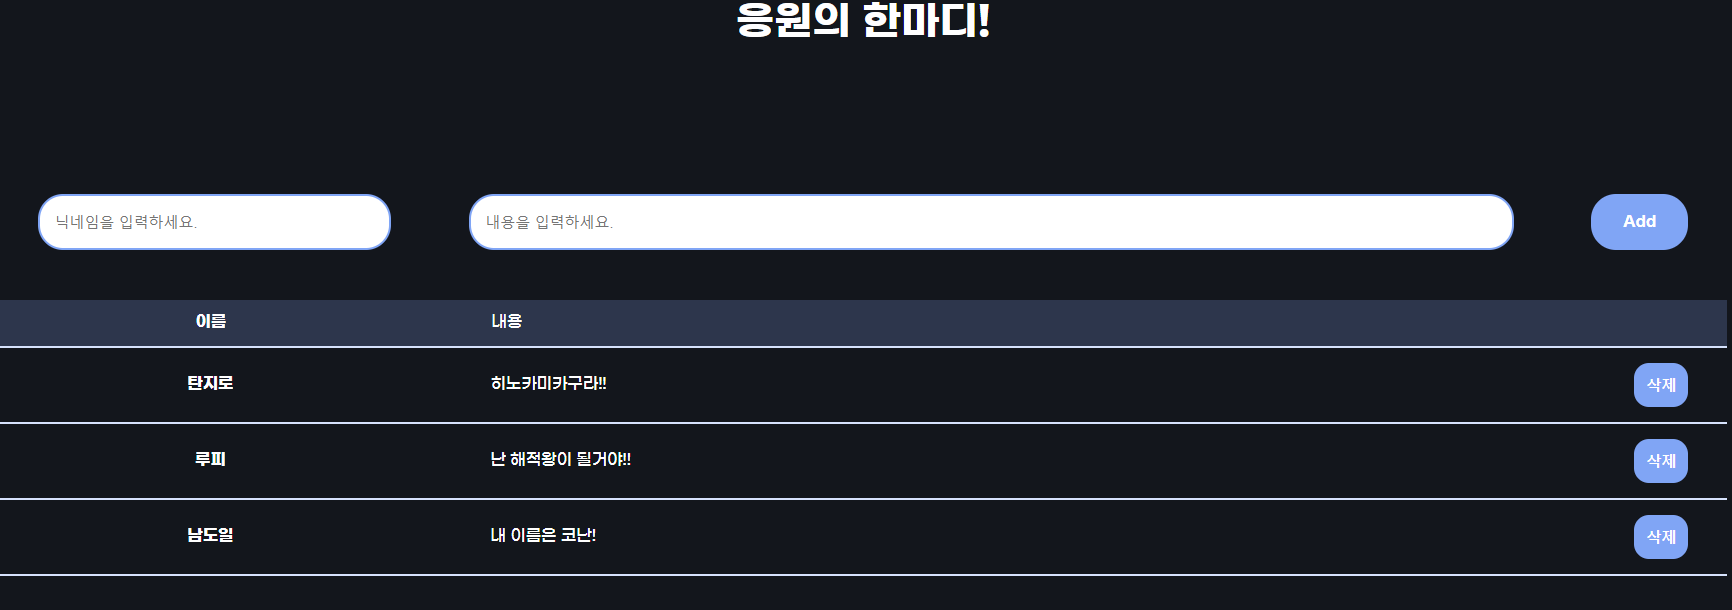 응원의 한마디!
닉네임을 입력하세요. 내용을 입력하세요. Add
이름 내용
탄지로 히노카미카구라!! 삭제
루피 난 해적왕이 될거야!! 삭제
남도일 내 이름은 코난! 삭제